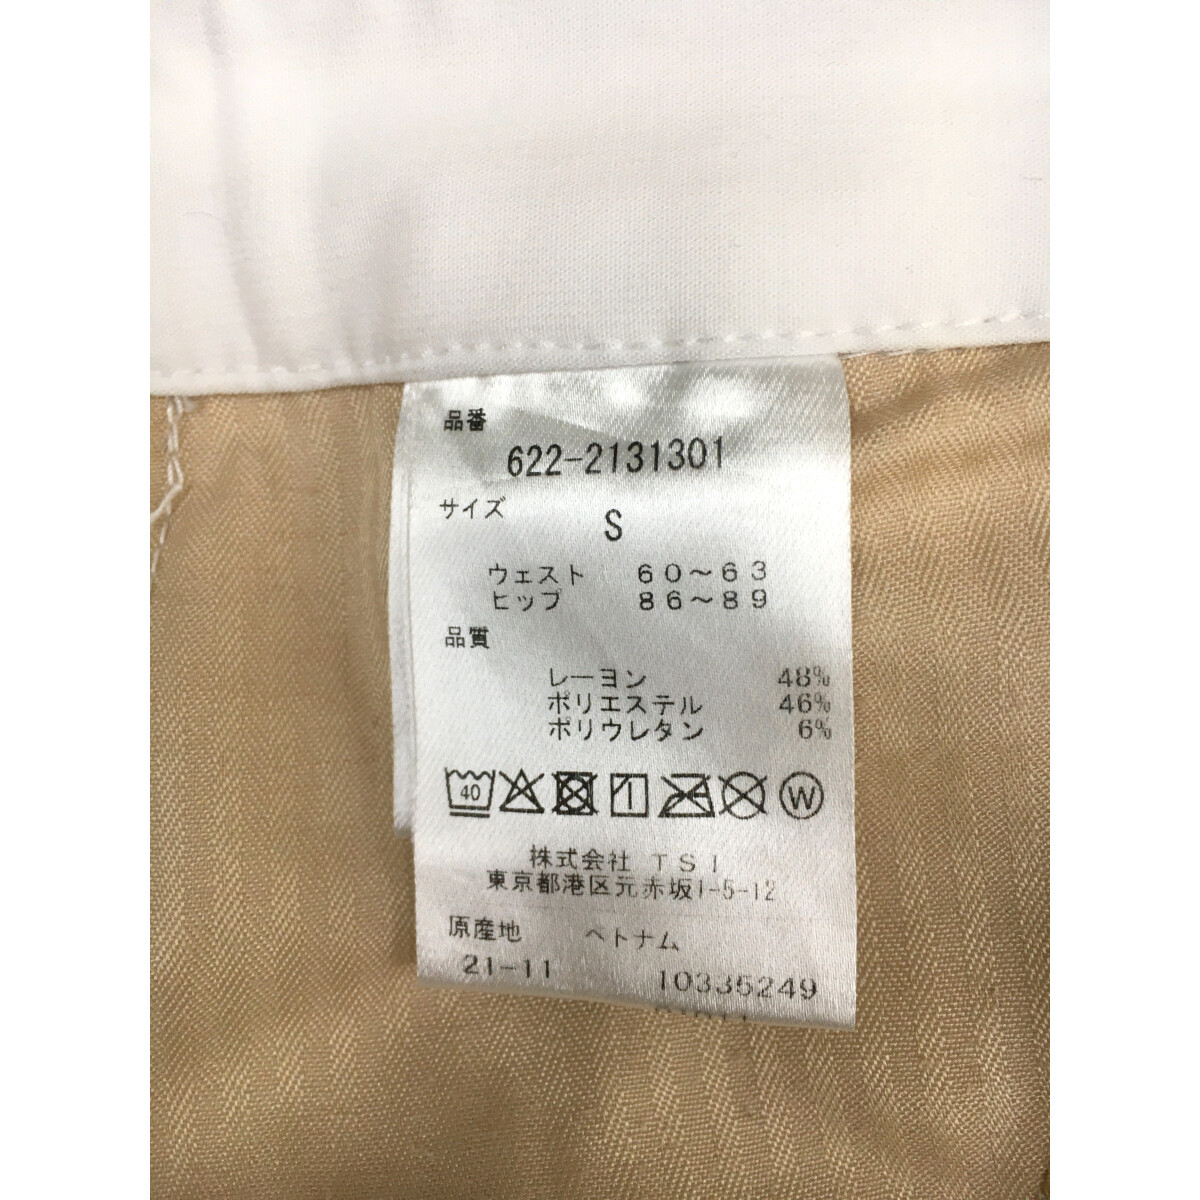 品番
622-2131301
サイズ
S
ウェスト 60～63
ヒップ 86～89
品質
レーヨン 48%
ポリエステル 46%
ポリウレタン 6%
40 W
株式会社 TSI
東京都港区元赤坂1-5-12
原産地 ベトナム
21-11 10335249